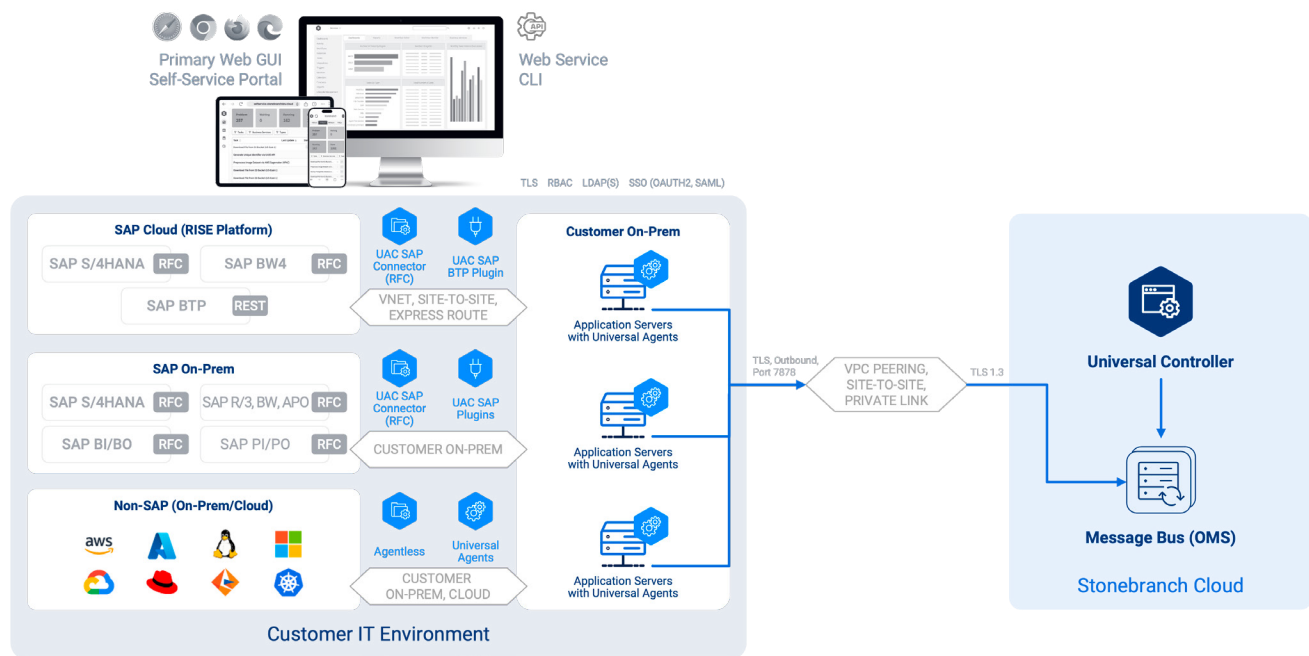 Primary Web GUI
Self-Service Portal
API
Web Service
CLI
TLS RBAC LDAP(S) SSO (OAUTH2, SAML)
SAP Cloud (RISE Platform)
SAP S/4HANA RFC
SAP BW4 RFC
SAP BTP REST
UAC SAP
Connector
(RFC)
UAC SAP
BTP Plugin
VNET, SITE-TO-SITE,
EXPRESS ROUTE
SAP On-Prem
SAP S/4HANA RFC
SAP R/3, BW, APO RFC
SAP BI/BO RFC
SAP PI/PO RFC
UAC SAP
Connector
(RFC)
UAC SAP
Plugins
CUSTOMER ON-PREM
Non-SAP (On-Prem/Cloud)
aws
Agentless
Universal
Agents
CUSTOMER
ON-PREM, CLOUD
Customer On-Prem
Application Servers
with Universal Agents
Application Servers
with Universal Agents
Application Servers
with Universal Agents
Customer IT Environment
TLS, Outbound,
Port 7878
VPC PEERING,
SITE-TO-SITE,
PRIVATE LINK
TLS 1.3
Universal Controller
Message Bus (OMS)
Stonebranch Cloud